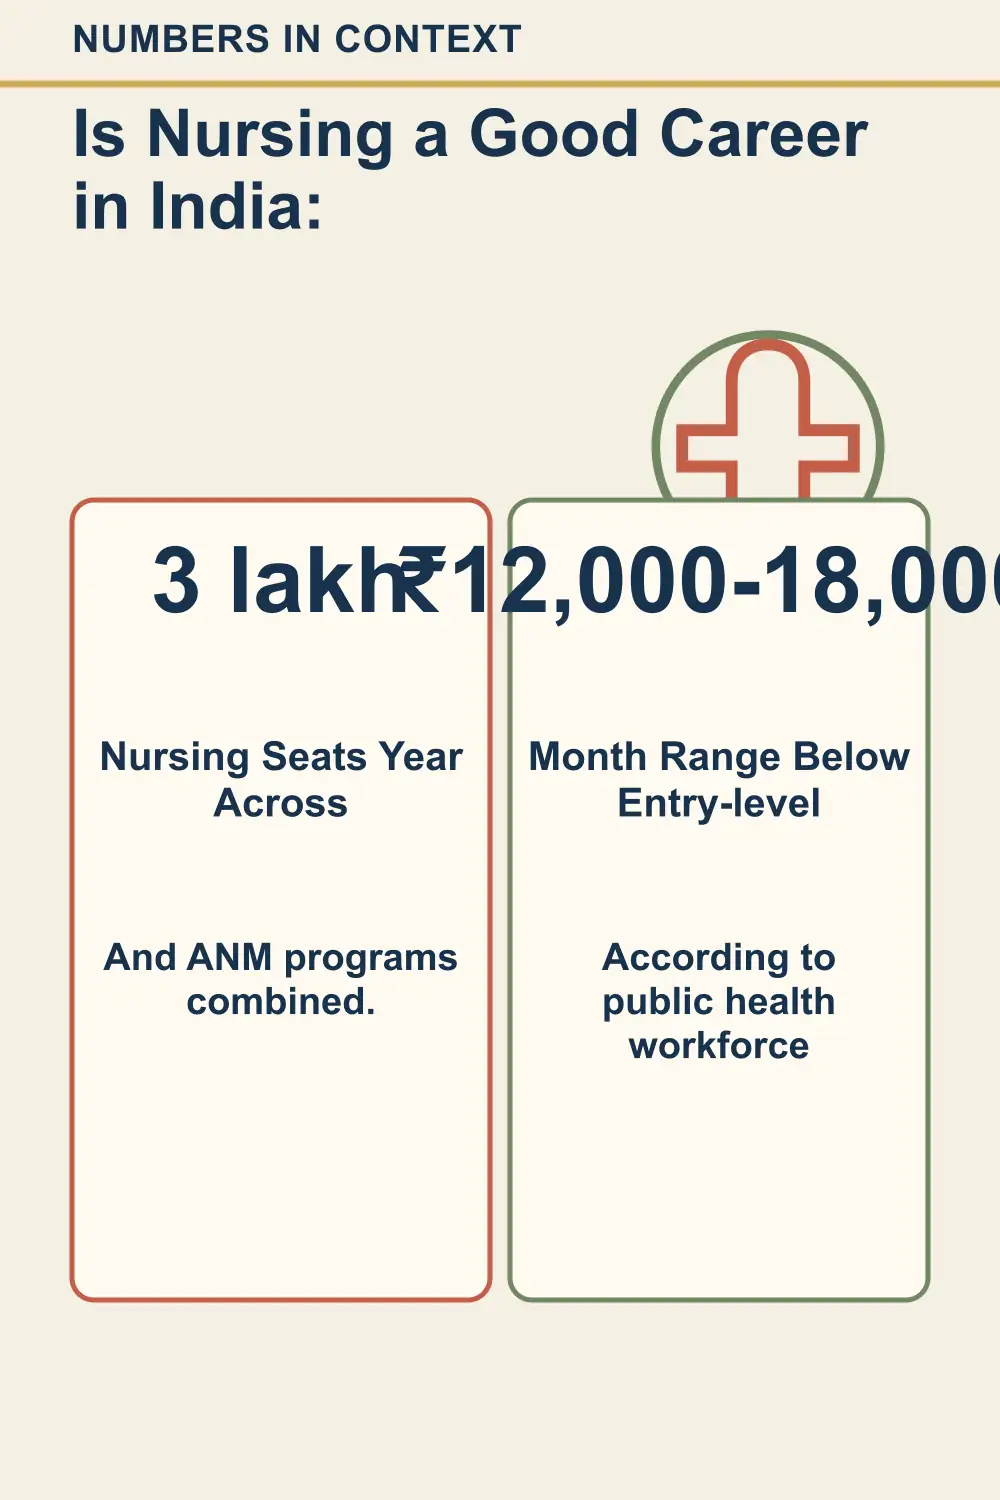 NUMBERS IN CONTEXT
Is Nursing a Good Career
in India:
3 lakh
₹12,000-18,000
Nursing Seats Year
Across
And ANM programs
combined.
Month Range Below
Entry-level
According to
public health
workforce